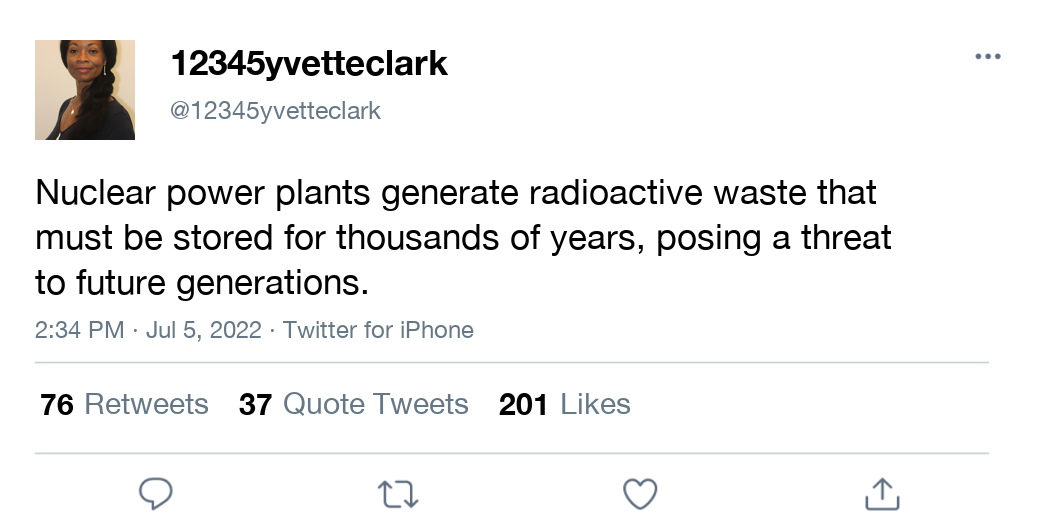 12345yvetteclark
@12345yvetteclark
Nuclear power plants generate radioactive waste that
must be stored for thousands of years, posing a threat
to future generations.
2:34 PM · Jul 5, 2022 · Twitter for iPhone
76 Retweets 37 Quote Tweets 201 Likes